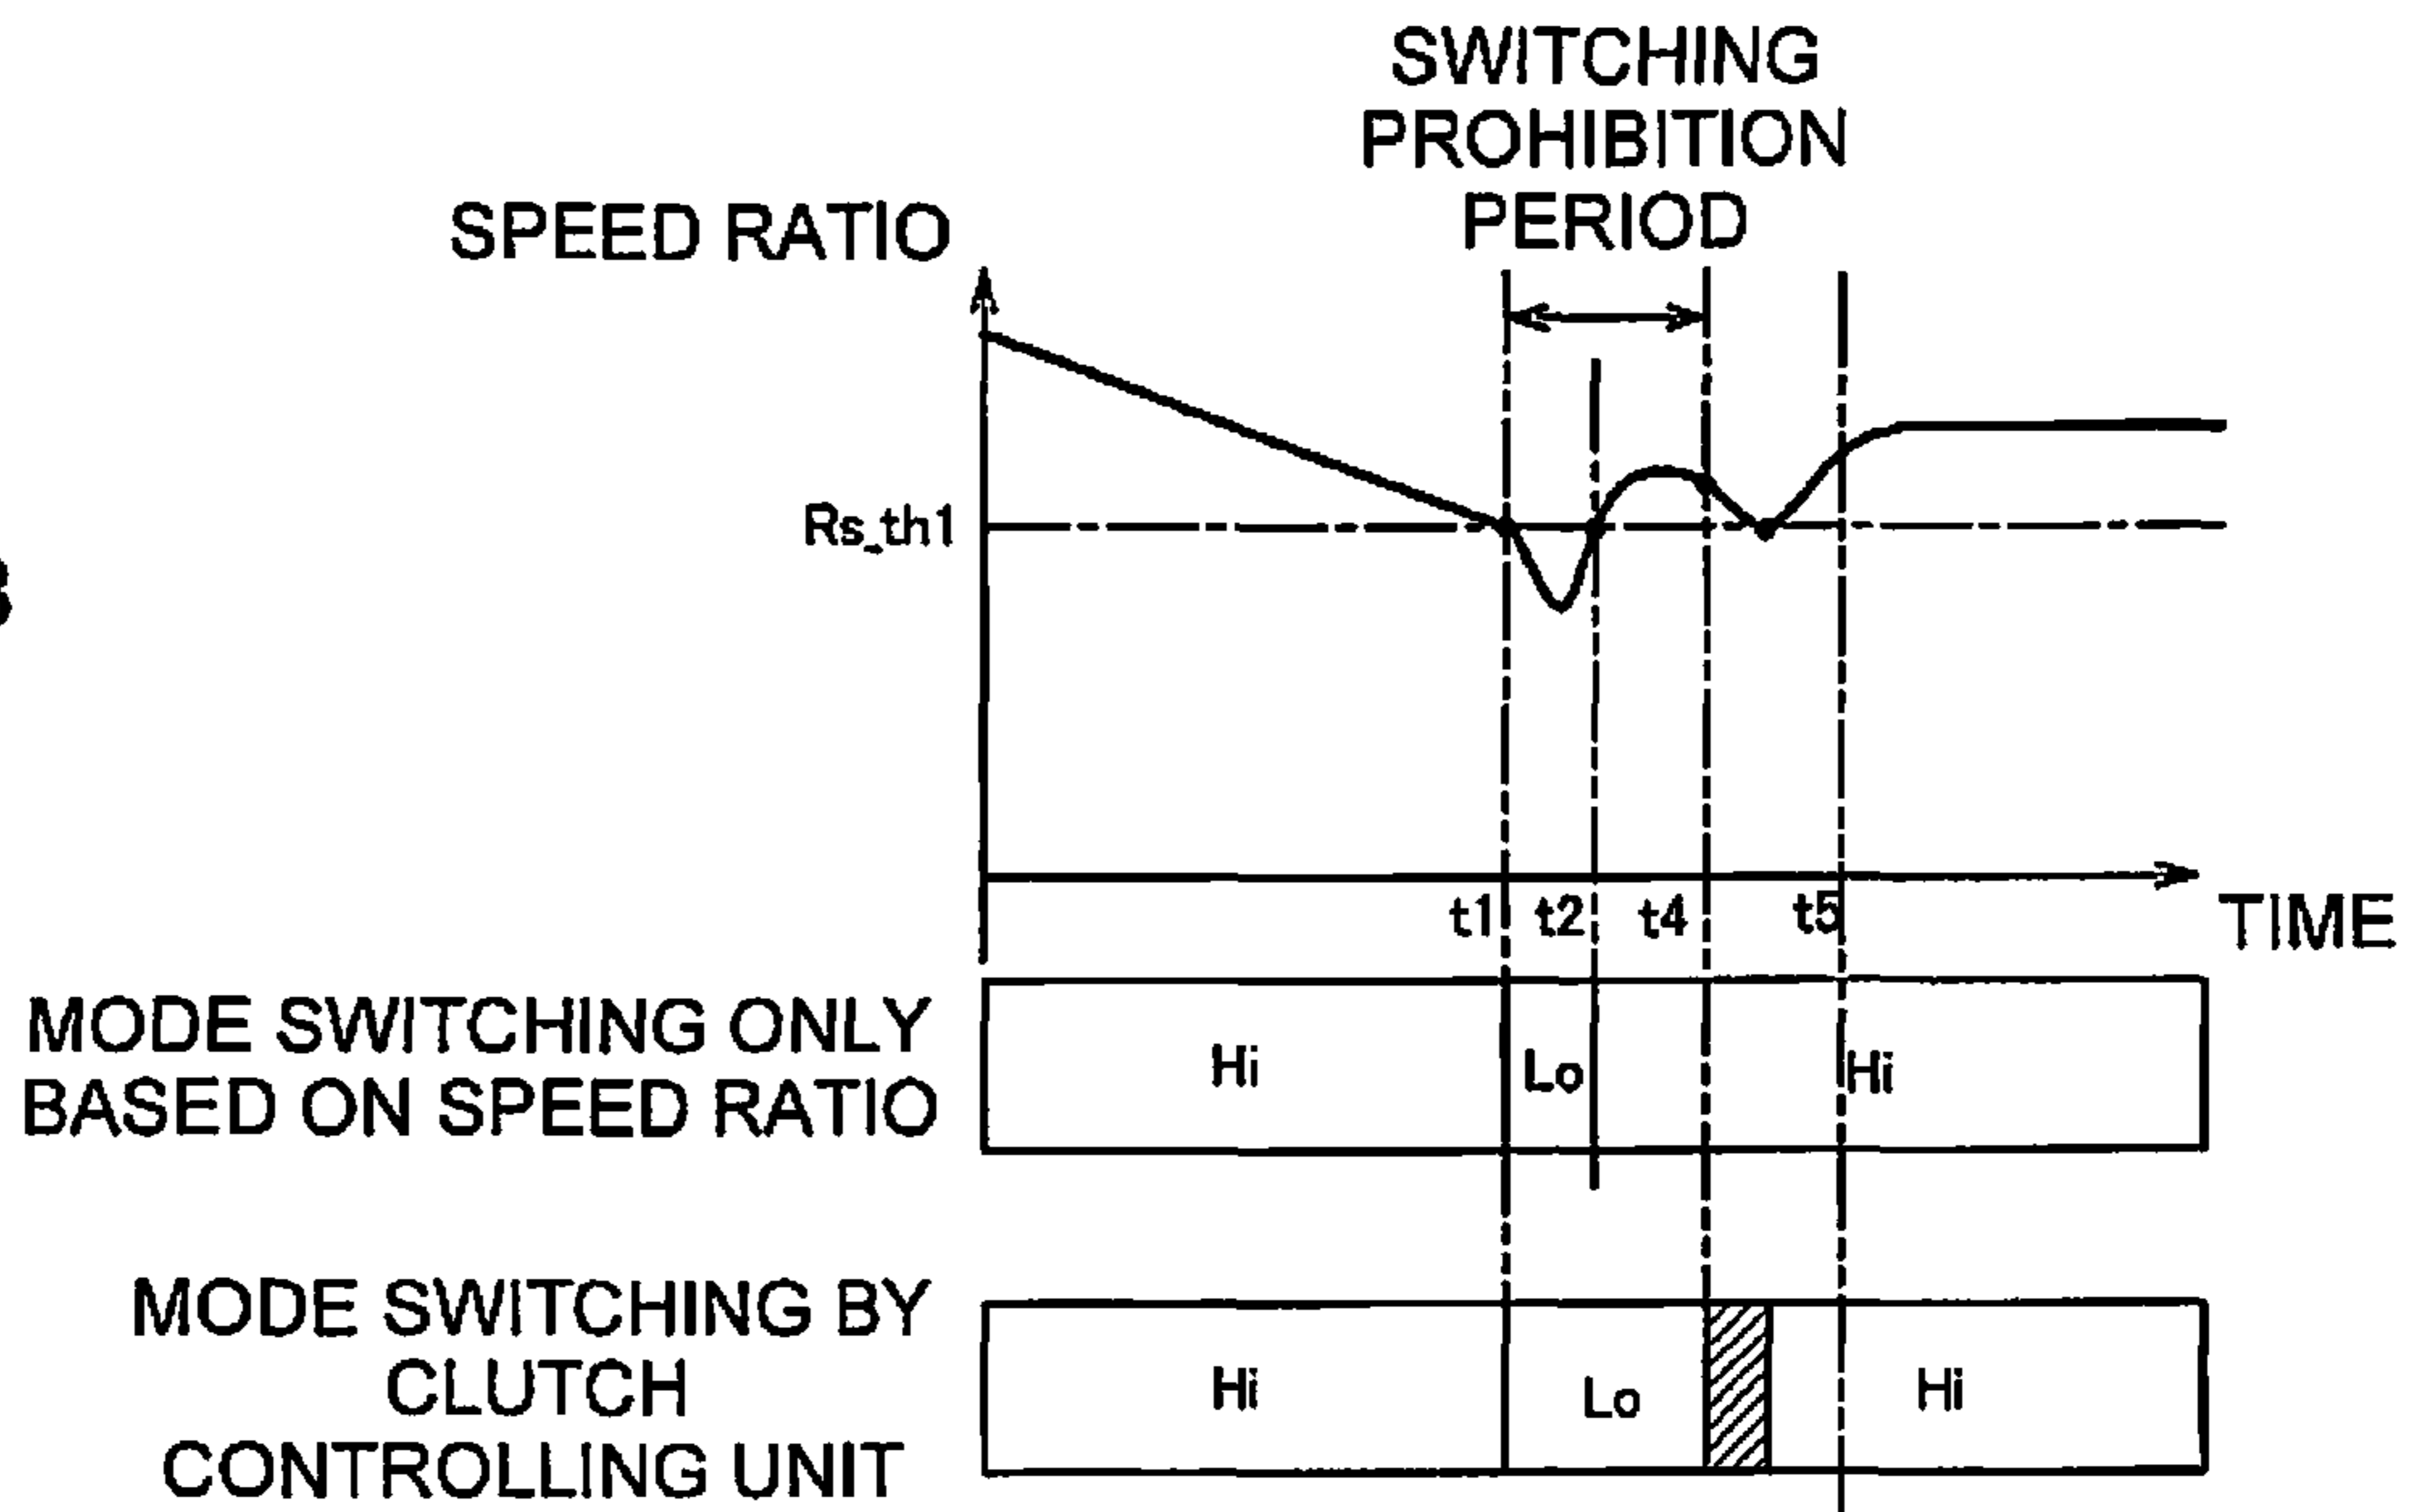 SWITCHING
PROHIBITION
PERIOD
SPEED RATIO
Rs_th1
t1 t2 t4 t5
TIME
MODE SWITCHING ONLY
BASED ON SPEED RATIO
Hi Lo Hi
MODE SWITCHING BY
CLUTCH
CONTROLLING UNIT
Hi Lo Hi